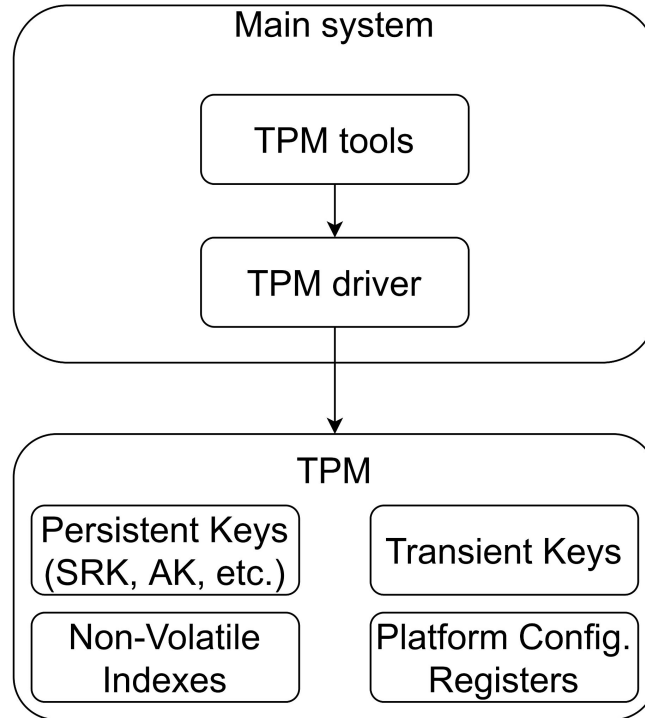 Main system
TPM tools
TPM driver
TPM
Persistent Keys
(SRK, AK, etc.)
Transient Keys
Non-Volatile
Indexes
Platform Config.
Registers